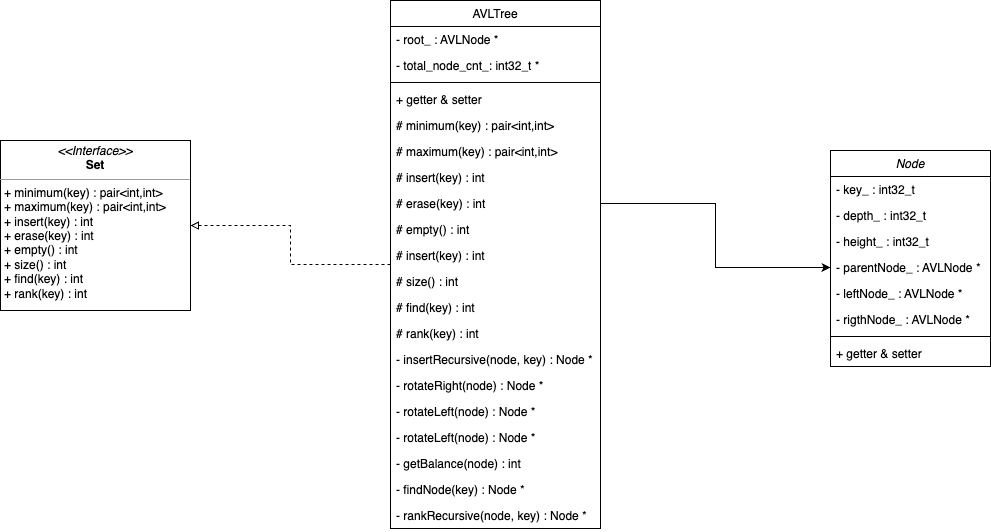 <<Interface>>
Set
+ minimum(key) : pair<int,int>
+ maximum(key) : pair<int,int>
+ insert(key) : int
+ erase(key) : int
+ empty() : int
+ size() : int
+ find(key) : int
+ rank(key) : int
AVLTree
- root_ : AVLNode *
- total_node_cnt_: int32_t *
+ getter & setter
# minimum(key) : pair<int,int>
# maximum(key) : pair<int,int>
# insert(key) : int
# erase(key) : int
# empty() : int
# insert(key) : int
# size() : int
# find(key) : int
# rank(key) : int
- insertRecursive(node, key) : Node *
- rotateRight(node) : Node *
- rotateLeft(node) : Node *
- rotateLeft(node) : Node *
- getBalance(node) : int
- findNode(key) : Node *
- rankRecursive(node, key) : Node *
Node
- key_ : int32_t
- depth_ : int32_t
- height_ : int32_t
- parentNode_ : AVLNode *
- leftNode_ : AVLNode *
- rigthNode_ : AVLNode *
+ getter & setter